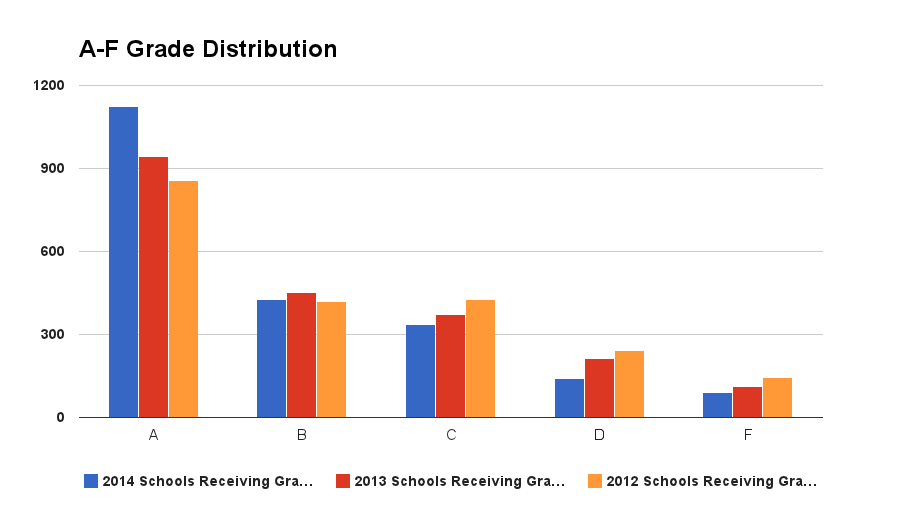 A-F Grade Distribution
1200
900
600
300
0
A B C D F
2014 Schools Receiving Gra... 2013 Schools Receiving Gra... 2012 Schools Receiving Gra...